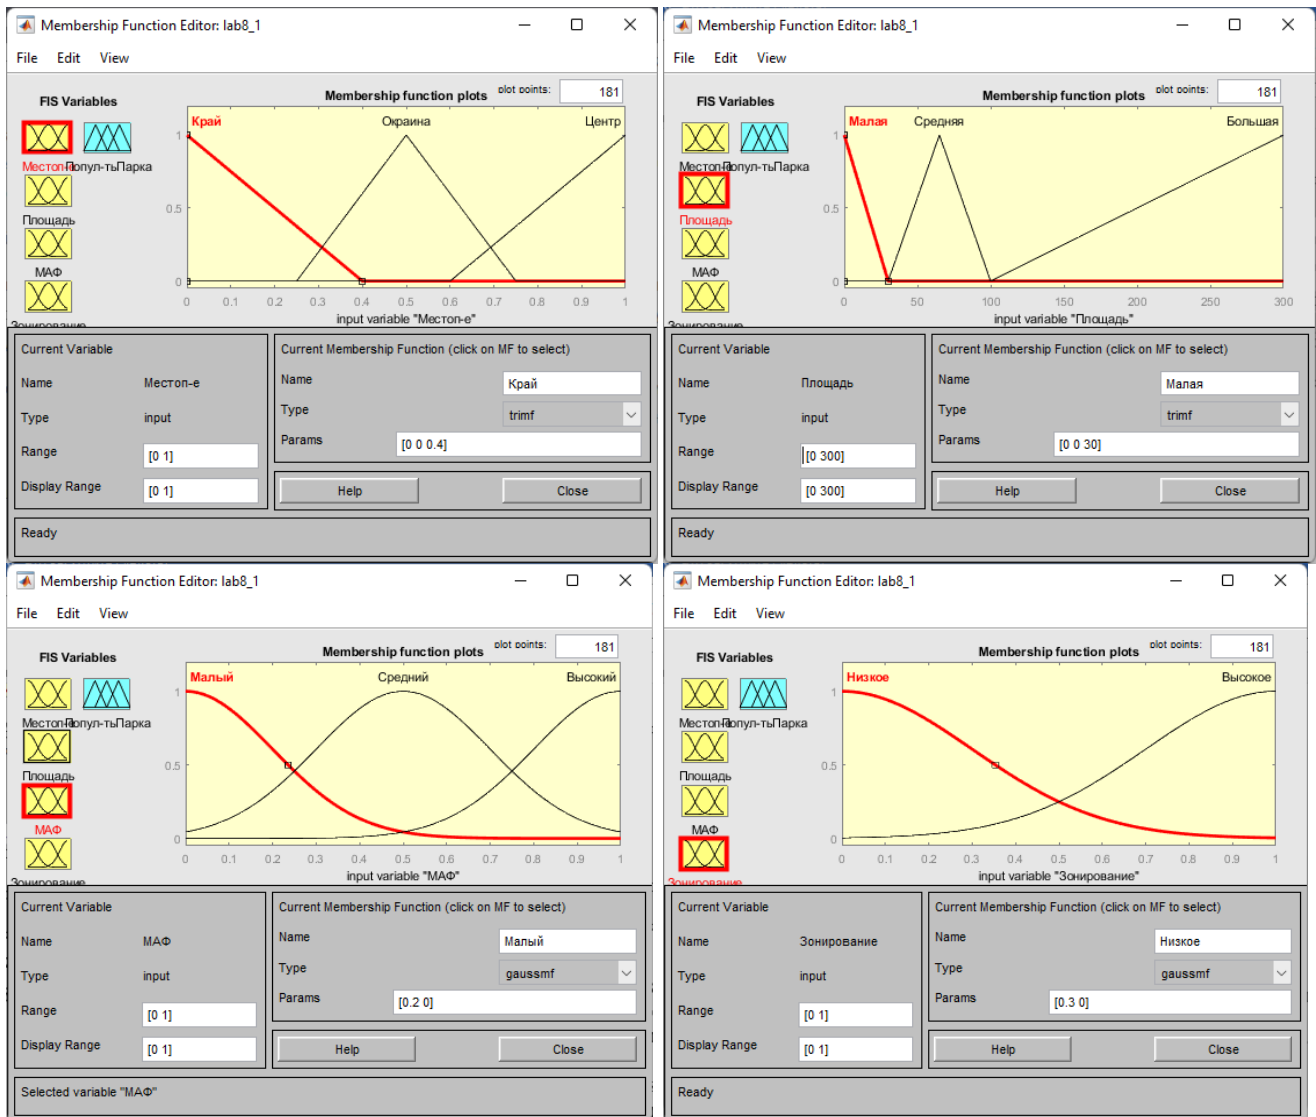 Membership Function Editor: lab8_1
File Edit View
FIS Variables
Membership function plots
plot points:
181
Край
Окраина
Центр
1
0.5
0
0 0.1 0.2 0.3 0.4 0.5 0.6 0.7 0.8 0.9 1
input variable "Местоп-е"
Попул-тьПарка
Площадь
МАФ
Зонирование
Current Variable
Name Местоп-е
Type input
Range [0 1]
Display Range [0 1]
Current Membership Function (click on MF to select)
Name Край
Type trimf
Params [0 0 0.4]
Help Close
Ready
Membership Function Editor: lab8_1
File Edit View
FIS Variables
Membership function plots
plot points:
181
Малая
Средняя
Большая
1
0.5
0
0 50 100 150 200 250 300
input variable "Площадь"
Попул-тьПарка
Площадь
МАФ
Зонирование
Current Variable
Name Площадь
Type input
Range [0 300]
Display Range [0 300]
Current Membership Function (click on MF to select)
Name Малая
Type trimf
Params [0 0 30]
Help Close
Ready
Membership Function Editor: lab8_1
File Edit View
FIS Variables
Membership function plots
plot points:
181
Малый
Средний
Высокий
1
0.5
0
0 0.1 0.2 0.3 0.4 0.5 0.6 0.7 0.8 0.9 1
input variable "МАФ"
Попул-тьПарка
Площадь
МАФ
Зонирование
Current Variable
Name МАФ
Type input
Range [0 1]
Display Range [0 1]
Current Membership Function (click on MF to select)
Name Малый
Type gaussmf
Params [0.2 0]
Help Close
Selected variable "МАФ"
Membership Function Editor: lab8_1
File Edit View
FIS Variables
Membership function plots
plot points:
181
Низкое
Высокое
1
0.5
0
0 0.1 0.2 0.3 0.4 0.5 0.6 0.7 0.8 0.9 1
input variable "Зонирование"
Попул-тьПарка
Площадь
МАФ
Зонирование
Current Variable
Name Зонирование
Type input
Range [0 1]
Display Range [0 1]
Current Membership Function (click on MF to select)
Name Низкое
Type gaussmf
Params [0.3 0]
Help Close
Ready